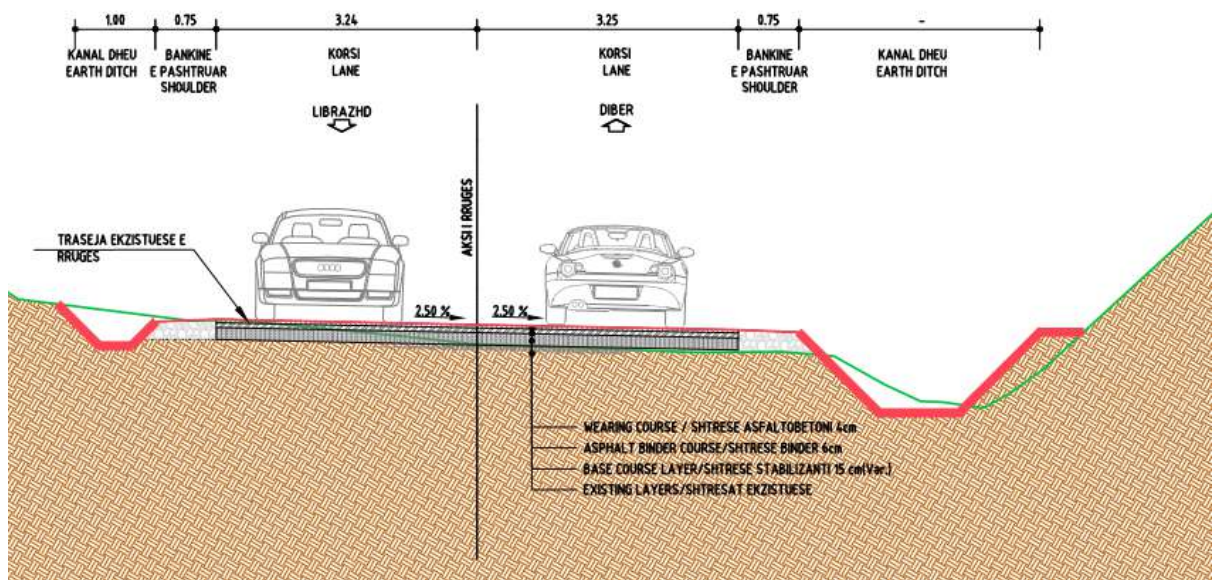 1.00 0.75 3.24 3.25 0.75 -
KANAL DHEU
EARTH DITCH
BANKINE
E PASHTRUAR
SHOULDER
KORSI
LANE
KORSI
LANE
BANKINE
E PASHTRUAR
SHOULDER
KANAL DHEU
EARTH DITCH
LIBRAZHD
DIBER
AKSI I RRUGES
TRASEJA EKZISTUESE E
RRUGES
2.50 %
2.50 %
WEARING COURSE / SHTRESE ASFALTOBETONI 4cm
ASPHALT BINDER COURSE/SHTRESE BINDER 6cm
BASE COURSE LAYER/SHTRESE STABILIZANTI 15 cm(Var.)
EXISTING LAYERS/SHTRESAT EKZISTUESE